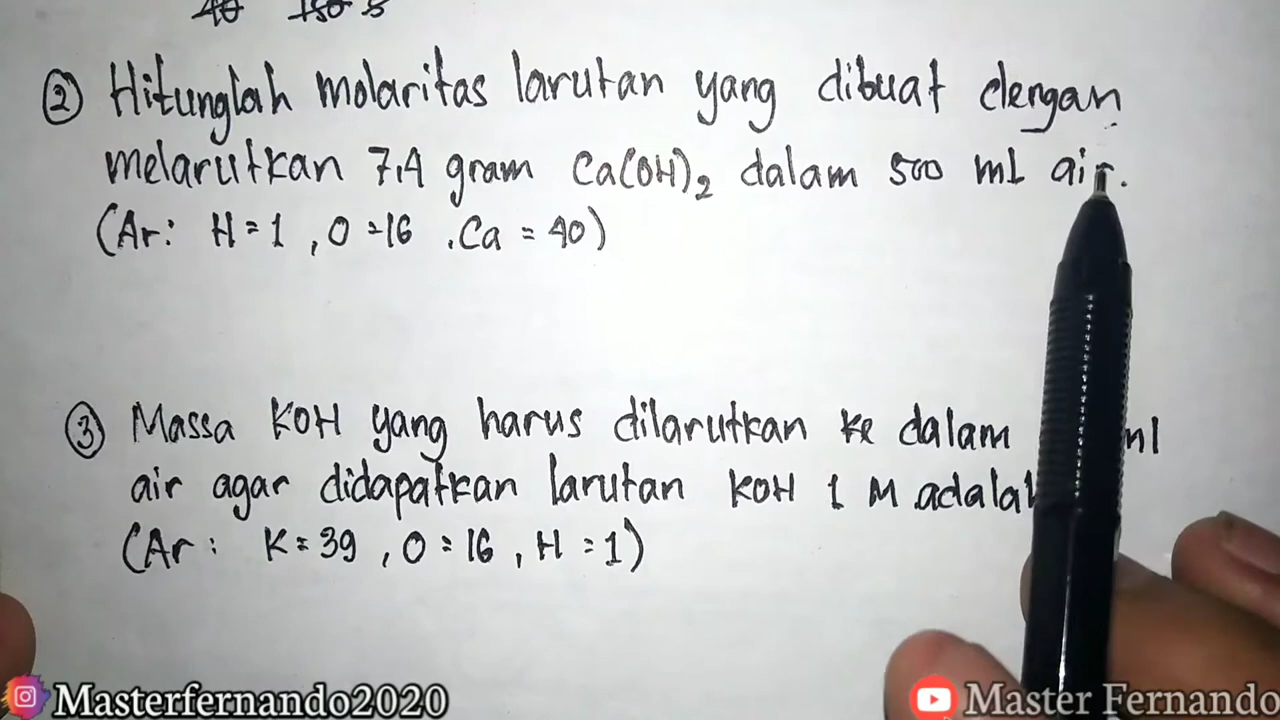 ② Hitunglah molaritas larutan yang dibuat dengan
melarutkan 7,4 gram Ca(OH)₂ dalam 500 ml air.
(Ar: H = 1, O = 16, Ca = 40)
③ Massa KOH yang harus dilarutkan ke dalam ml
air agar didapatkan larutan KOH 1 M adalah
(Ar: K = 39, O = 16, H = 1)
Masterfernando2020
Master Fernando